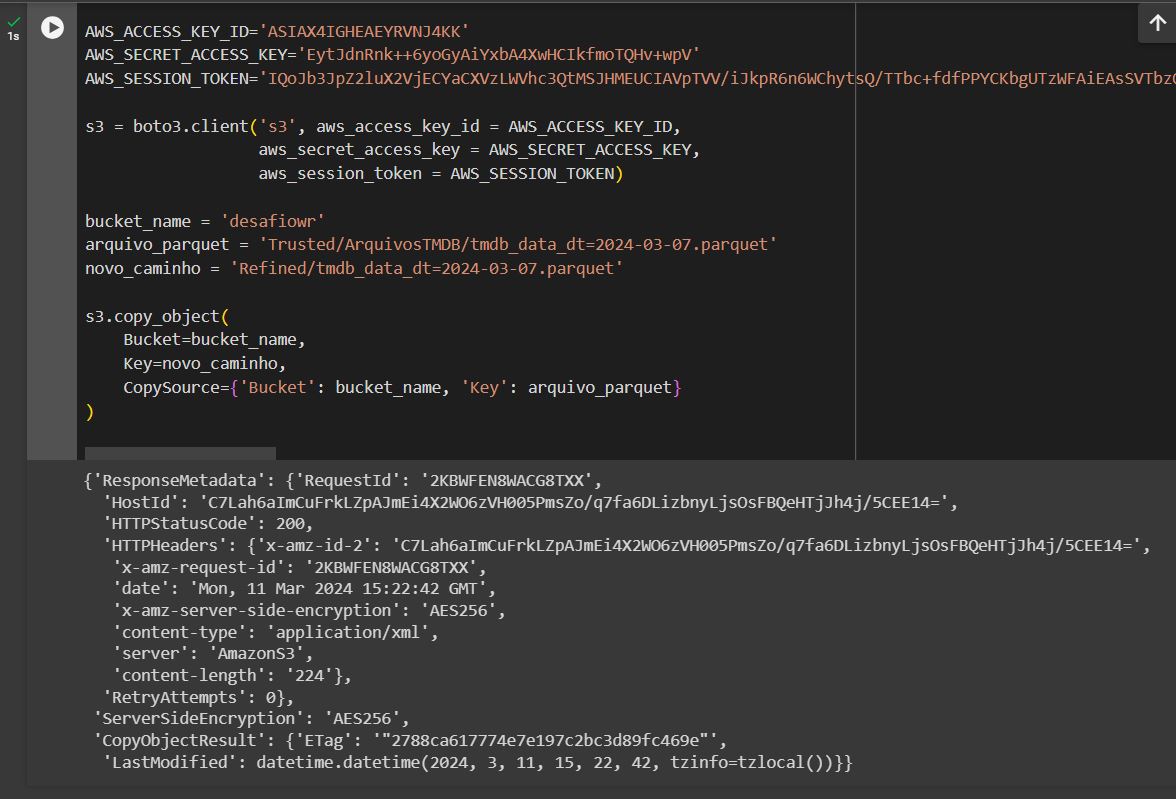 1s
AWS_ACCESS_KEY_ID='ASIAX4IGHEAEYRVNJ4KK'
AWS_SECRET_ACCESS_KEY='EytJdnRnk++6yoGyAiYxbA4XwHCIkfmoTQHv+wpV'
AWS_SESSION_TOKEN='IQoJb3JpZ2luX2VjECYaCXVzLWVhc3QtMSJHMEUCIAVpTVV/iJkpR6n6WChytsQ/TTbc+fdfPPYCKbgUTzWFAiEAsSVTbz
s3 = boto3.client('s3', aws_access_key_id = AWS_ACCESS_KEY_ID,
aws_secret_access_key = AWS_SECRET_ACCESS_KEY,
aws_session_token = AWS_SESSION_TOKEN)
bucket_name = 'desafiowr'
arquivo_parquet = 'Trusted/ArquivosTMDB/tmdb_data_dt=2024-03-07.parquet'
novo_caminho = 'Refined/tmdb_data_dt=2024-03-07.parquet'
s3.copy_object(
Bucket=bucket_name,
Key=novo_caminho,
CopySource={'Bucket': bucket_name, 'Key': arquivo_parquet}
)
{'ResponseMetadata': {'RequestId': '2KBWFEN8WACG8TXX',
'HostId': 'C7Lah6aImCuFrkLZpAJmEi4X2WO6zVH005PmsZo/q7fa6DLizbnyLjsOsFBQeHTjJh4j/5CEE14=',
'HTTPStatusCode': 200,
'HTTPHeaders': {'x-amz-id-2': 'C7Lah6aImCuFrkLZpAJmEi4X2WO6zVH005PmsZo/q7fa6DLizbnyLjsOsFBQeHTjJh4j/5CEE14=',
'x-amz-request-id': '2KBWFEN8WACG8TXX',
'date': 'Mon, 11 Mar 2024 15:22:42 GMT',
'x-amz-server-side-encryption': 'AES256',
'content-type': 'application/xml',
'server': 'AmazonS3',
'content-length': '224'},
'RetryAttempts': 0},
'ServerSideEncryption': 'AES256',
'CopyObjectResult': {'ETag': '"2788ca617774e7e197c2bc3d89fc469e"',
'LastModified': datetime.datetime(2024, 3, 11, 15, 22, 42, tzinfo=tzlocal())}}